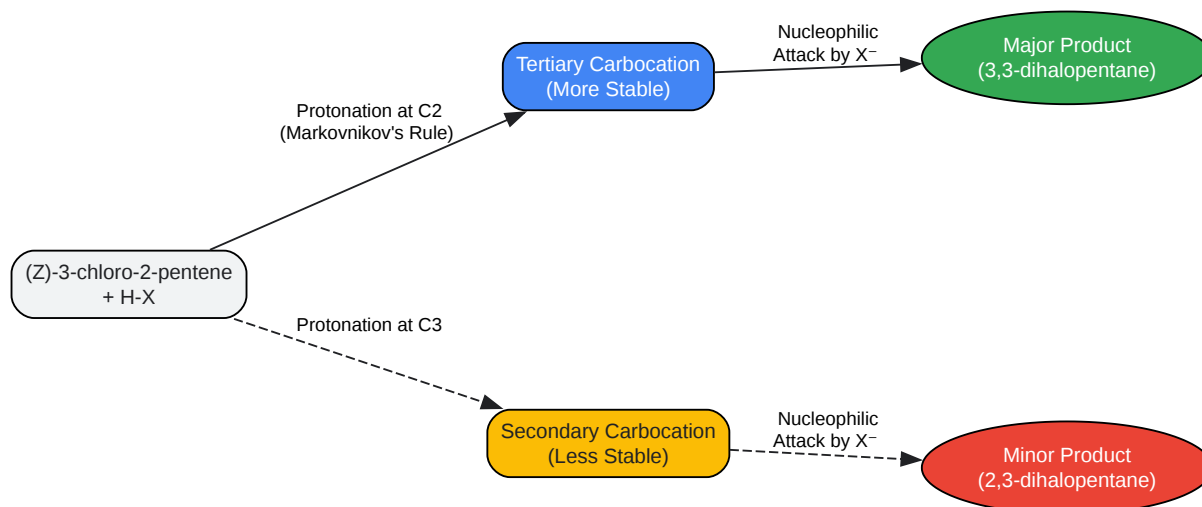 Tertiary Carbocation
(More Stable)
Nucleophilic
Attack by X⁻
Major Product
(3,3-dihalopentane)
Protonation at C2
(Markovnikov's Rule)
(Z)-3-chloro-2-pentene
+ H-X
Protonation at C3
Secondary Carbocation
(Less Stable)
Nucleophilic
Attack by X⁻
Minor Product
(2,3-dihalopentane)